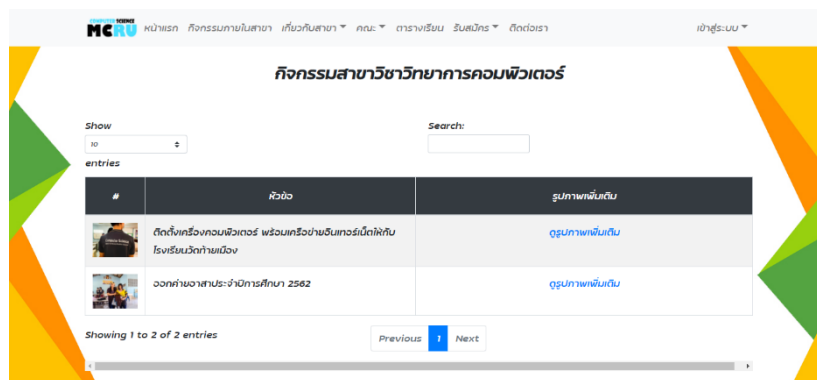 COMPUTER SCIENCE
MCRU
หน้าแรก กิจกรรมภายในสาขา เกี่ยวกับสาขา คณะ ตารางเรียน รับสมัคร ติดต่อเรา เข้าสู่ระบบ
กิจกรรมสาขาวิชาวิทยาการคอมพิวเตอร์
Show Search:
10
entries
# หัวข้อ รูปภาพเพิ่มเติม
ติดตั้งเครื่องคอมพิวเตอร์ พร้อมเครือข่ายอินเทอร์เน็ตให้กับ ดูรูปภาพเพิ่มเติม
โรงเรียนวัดท้ายเมือง
ออกค่ายอาสาประจำปีการศึกษา 2562 ดูรูปภาพเพิ่มเติม
Showing 1 to 2 of 2 entries Previous 1 Next